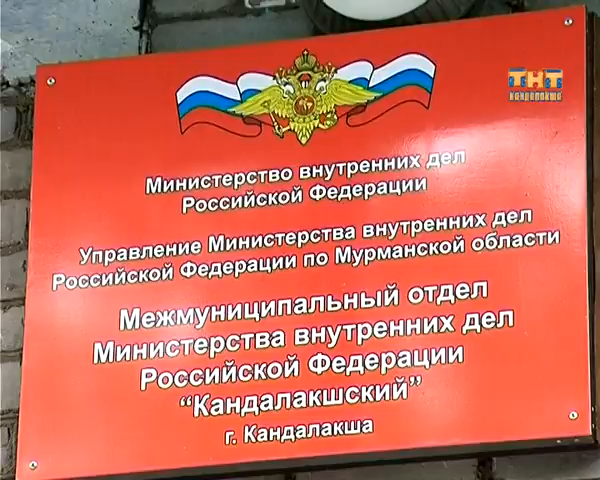 ТНТ
КАНДАЛАКША
Министерство внутренних дел
Российской Федерации
Управление Министерства внутренних дел
Российской Федерации по Мурманской области
Межмуниципальный отдел
Министерства внутренних дел
Российской Федерации
“Кандалакшский”
г. Кандалакша